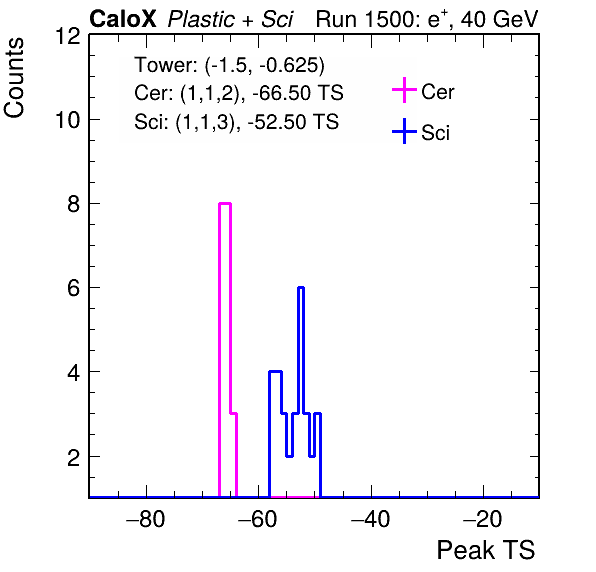 CaloX Plastic + Sci Run 1500: e⁺, 40 GeV
Counts
12
10
8
6
4
2
Tower: (-1.5, -0.625)
Cer: (1,1,2), -66.50 TS
Sci: (1,1,3), -52.50 TS
Cer
Sci
−80 −60 −40 −20
Peak TS